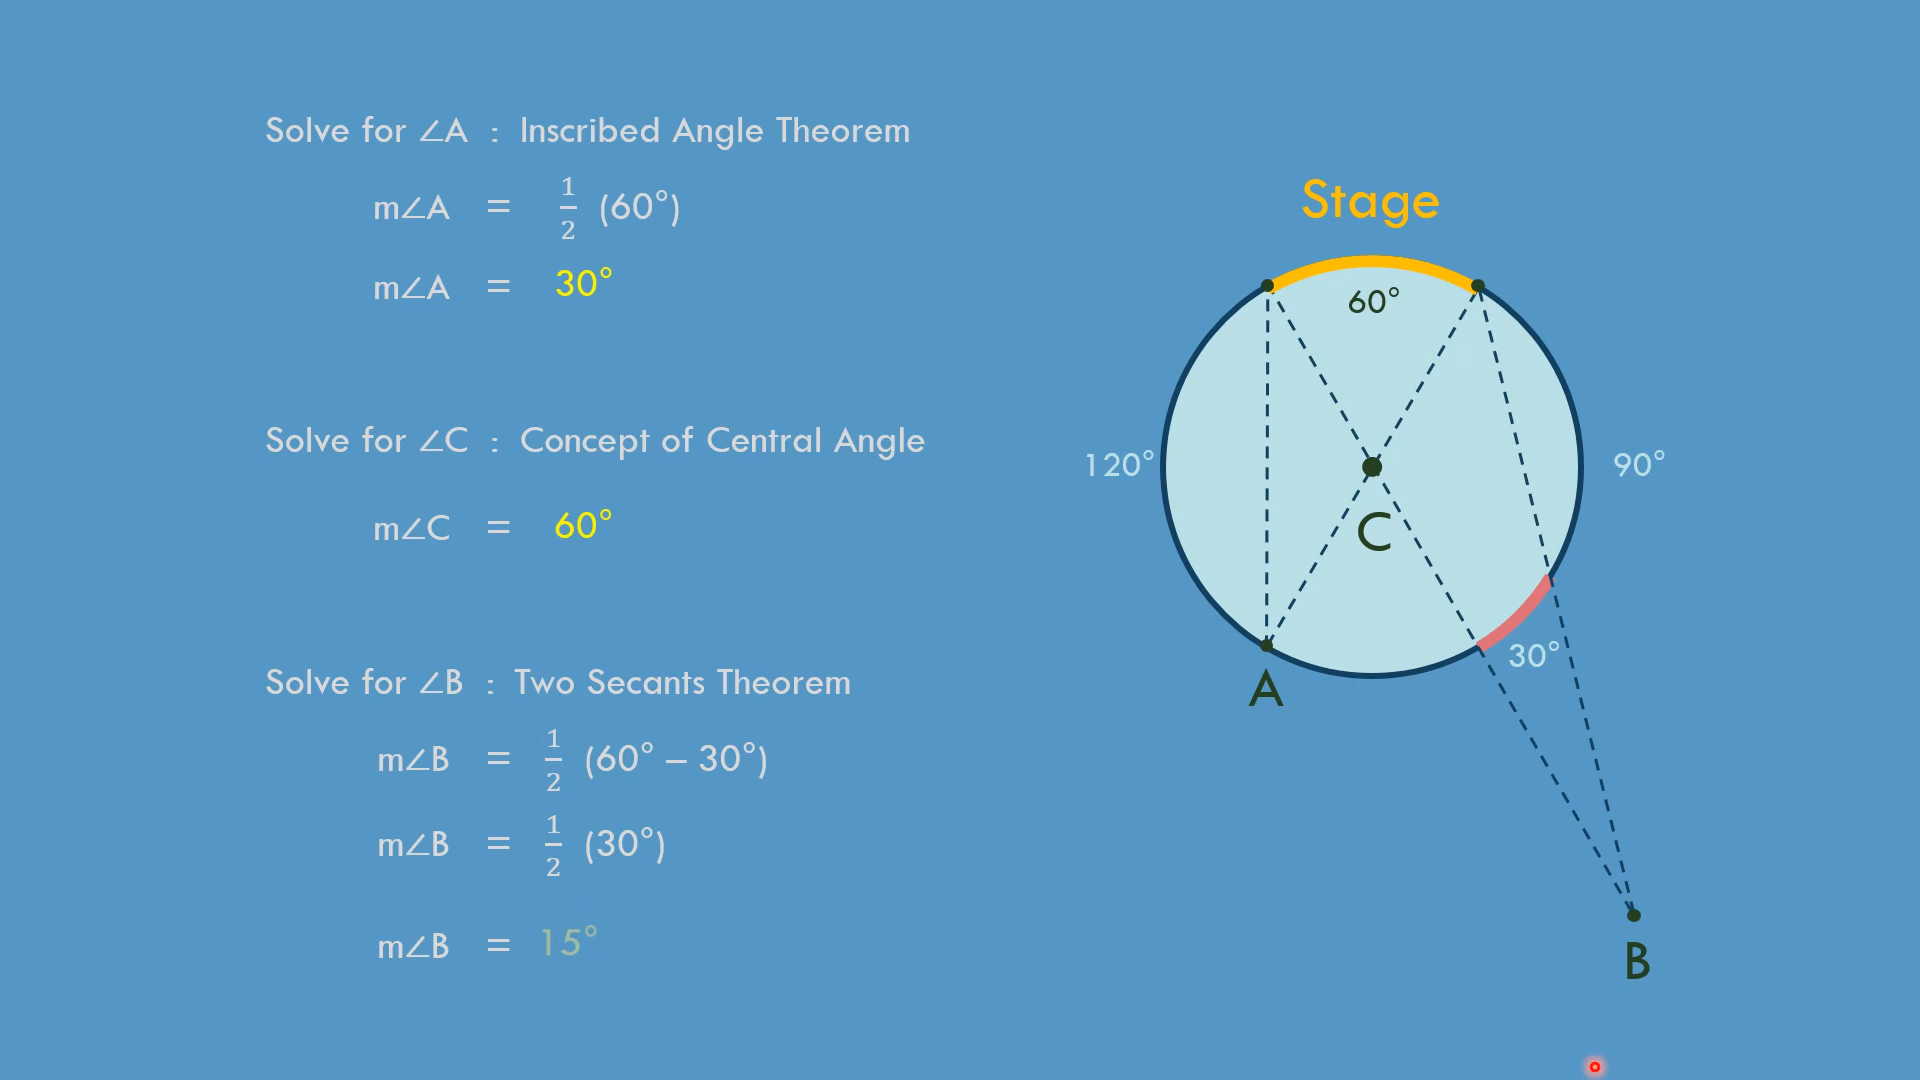 Solve for ∠A : Inscribed Angle Theorem
m∠A = 1/2 (60°)
m∠A = 30°
Solve for ∠C : Concept of Central Angle
m∠C = 60°
Solve for ∠B : Two Secants Theorem
m∠B = 1/2 (60° – 30°)
m∠B = 1/2 (30°)
m∠B = 15°
Stage
60°
120°
90°
C
30°
A
B